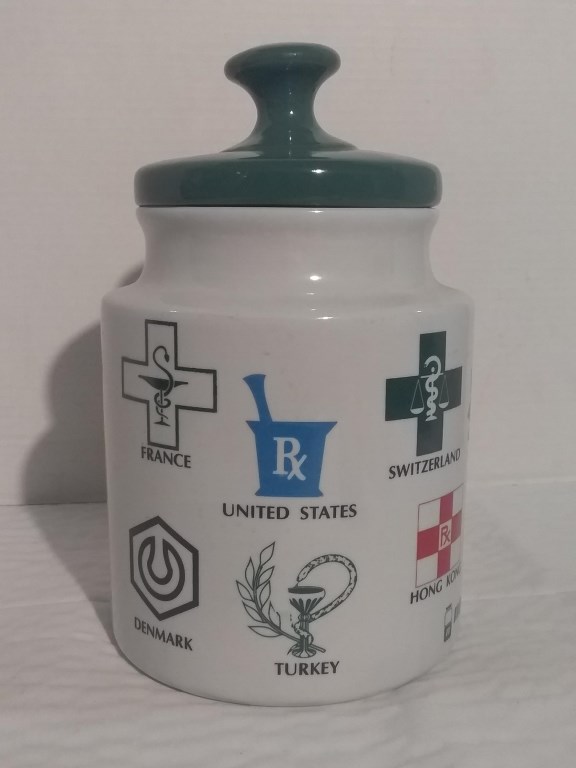 FRANCE
Rx
UNITED STATES
SWITZERLAND
DENMARK
TURKEY
Rx
HONG KONG